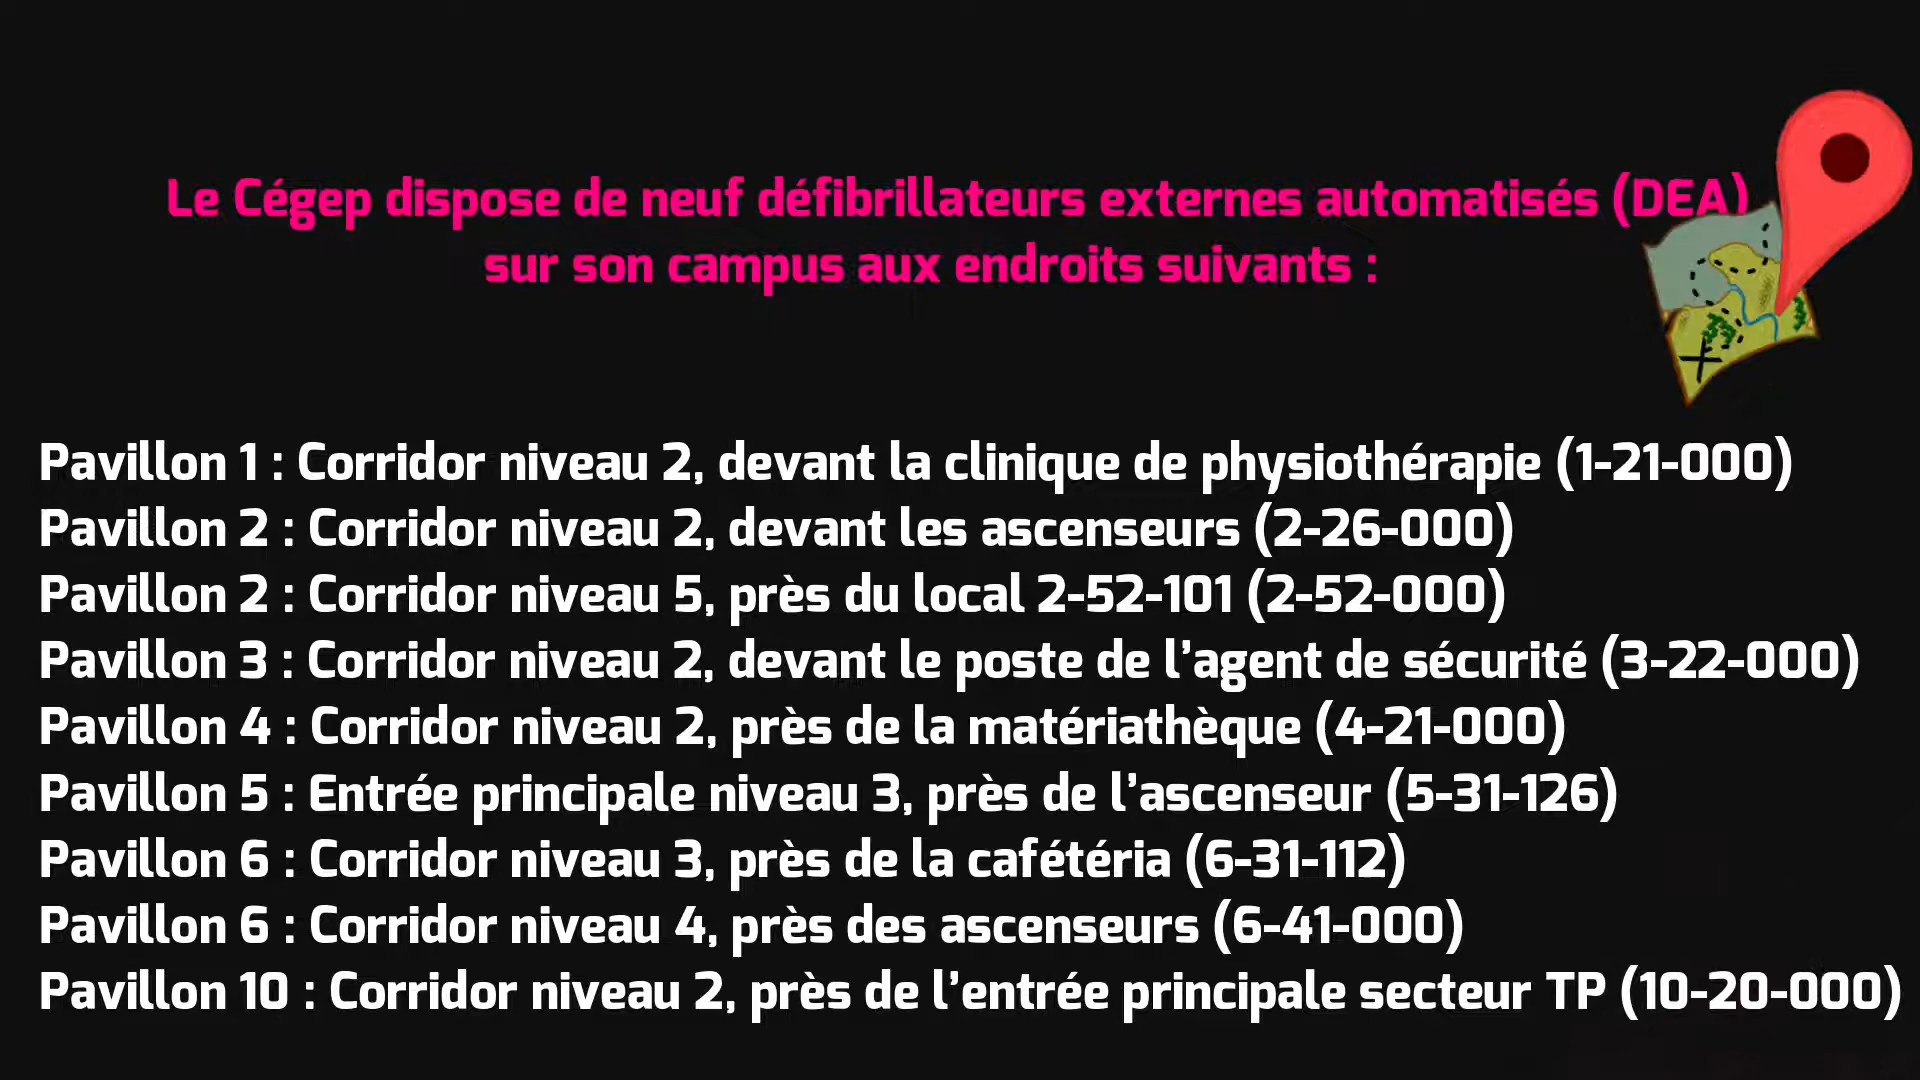 Le Cégep dispose de neuf défibrillateurs externes automatisés (DEA)
sur son campus aux endroits suivants :
Pavillon 1 : Corridor niveau 2, devant la clinique de physiothérapie (1-21-000)
Pavillon 2 : Corridor niveau 2, devant les ascenseurs (2-26-000)
Pavillon 2 : Corridor niveau 5, près du local 2-52-101 (2-52-000)
Pavillon 3 : Corridor niveau 2, devant le poste de l’agent de sécurité (3-22-000)
Pavillon 4 : Corridor niveau 2, près de la matériathèque (4-21-000)
Pavillon 5 : Entrée principale niveau 3, près de l’ascenseur (5-31-126)
Pavillon 6 : Corridor niveau 3, près de la cafétéria (6-31-112)
Pavillon 6 : Corridor niveau 4, près des ascenseurs (6-41-000)
Pavillon 10 : Corridor niveau 2, près de l’entrée principale secteur TP (10-20-000)